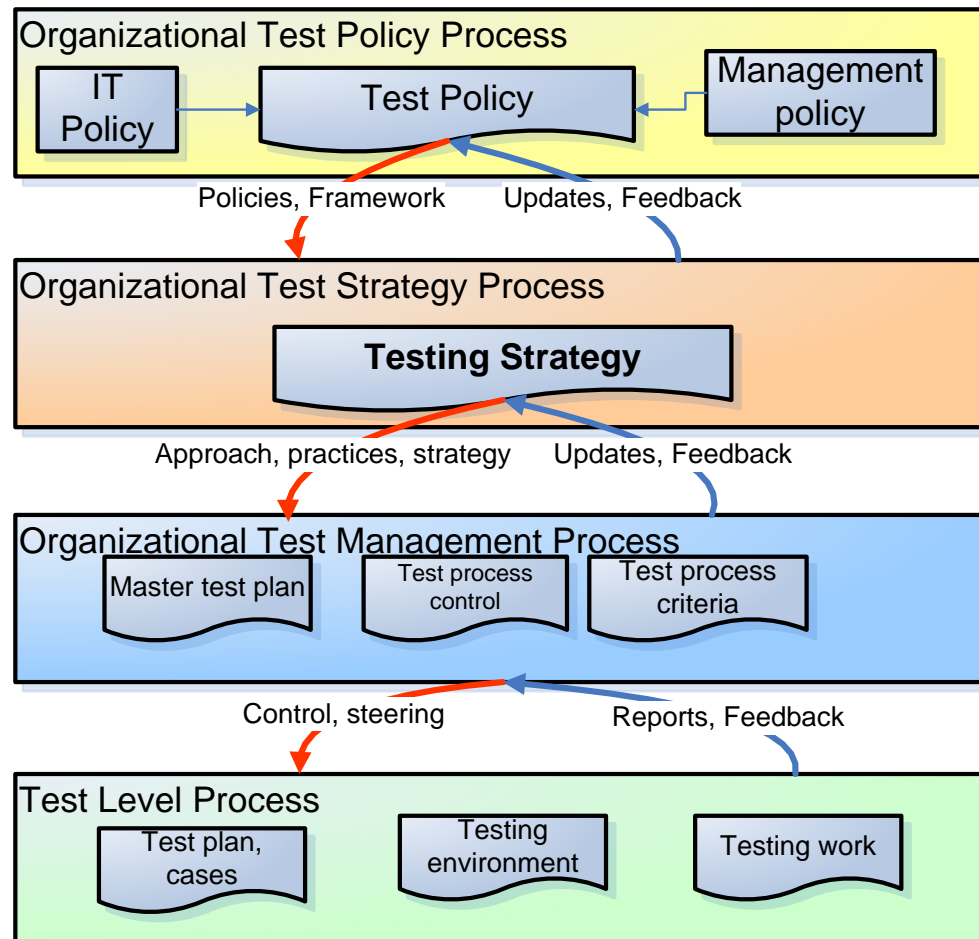 Organizational Test Policy Process
IT
Policy
Test Policy
Management
policy
Policies, Framework
Updates, Feedback
Organizational Test Strategy Process
Testing Strategy
Approach, practices, strategy
Updates, Feedback
Organizational Test Management Process
Master test plan
Test process
control
Test process
criteria
Control, steering
Reports, Feedback
Test Level Process
Test plan,
cases
Testing
environment
Testing work